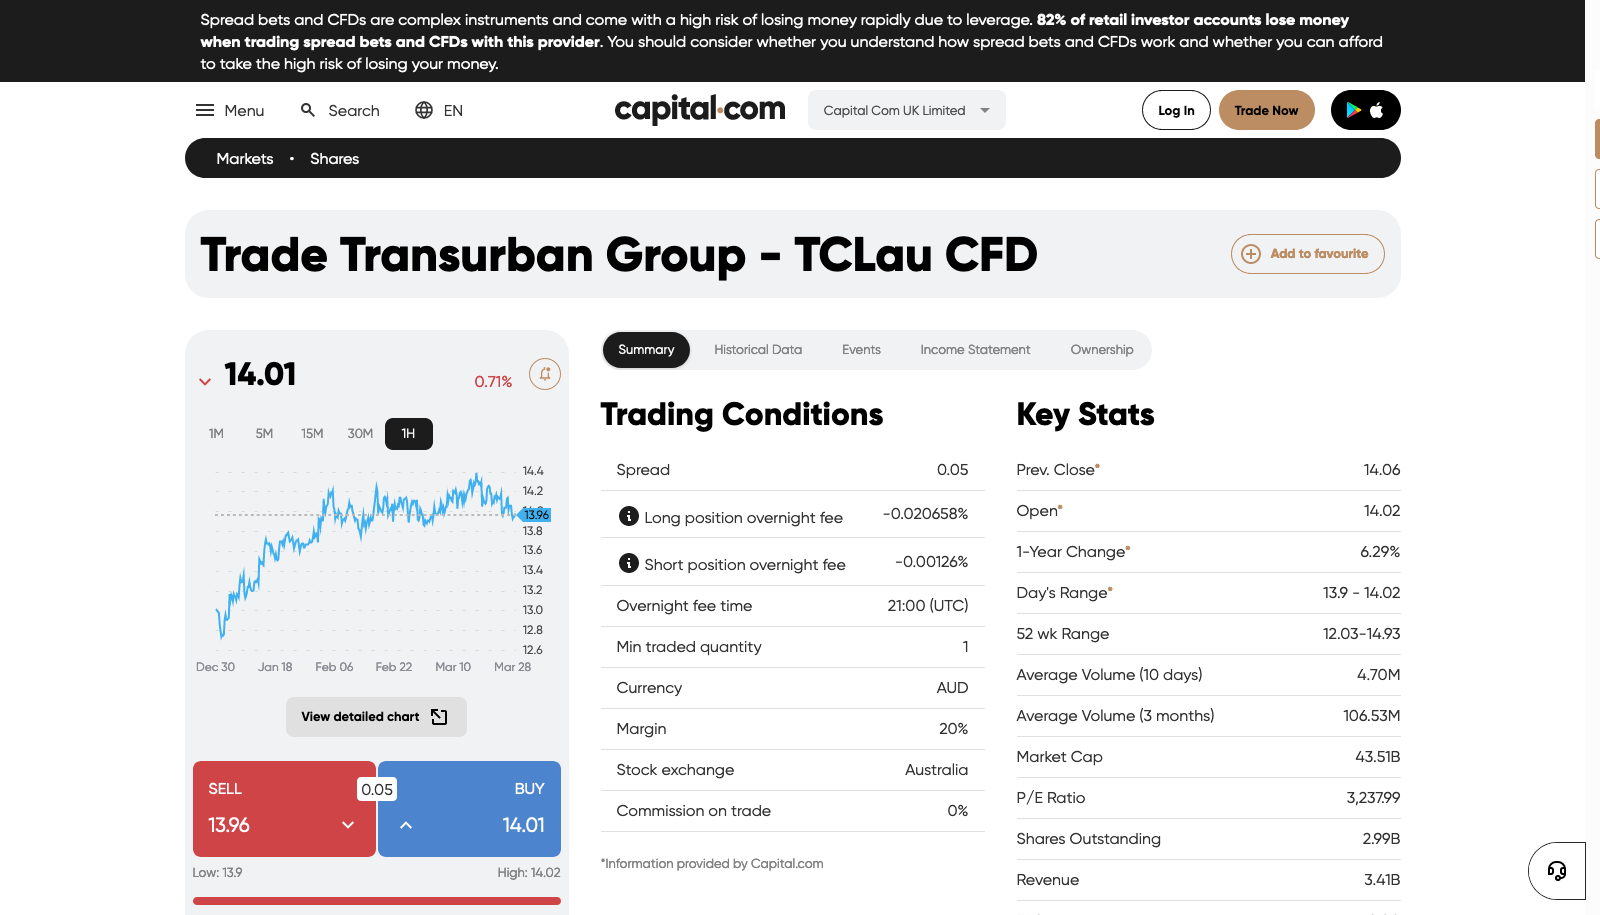 Spread bets and CFDs are complex instruments and come with a high risk of losing money rapidly due to leverage. 82% of retail investor accounts lose money
when trading spread bets and CFDs with this provider. You should consider whether you understand how spread bets and CFDs work and whether you can afford
to take the high risk of losing your money.
Menu
Search
EN
capital.com
Capital Com UK Limited
Log In
Trade Now
Markets • Shares
Trade Transurban Group - TCLau CFD
Add to favourite
14.01
0.71%
1M 5M 15M 30M 1H
14.4
14.2
13.96
13.8
13.6
13.4
13.2
13.0
12.8
12.6
Dec 30 Jan 18 Feb 06 Feb 22 Mar 10 Mar 28
View detailed chart
SELL
13.96
0.05
BUY
14.01
Low: 13.9
High: 14.02
Summary Historical Data Events Income Statement Ownership
Trading Conditions
Spread 0.05
Long position overnight fee -0.020658%
Short position overnight fee -0.00126%
Overnight fee time 21:00 (UTC)
Min traded quantity 1
Currency AUD
Margin 20%
Stock exchange Australia
Commission on trade 0%
*Information provided by Capital.com
Key Stats
Prev. Close* 14.06
Open* 14.02
1-Year Change* 6.29%
Day's Range* 13.9 - 14.02
52 wk Range 12.03-14.93
Average Volume (10 days) 4.70M
Average Volume (3 months) 106.53M
Market Cap 43.51B
P/E Ratio 3,237.99
Shares Outstanding 2.99B
Revenue 3.41B